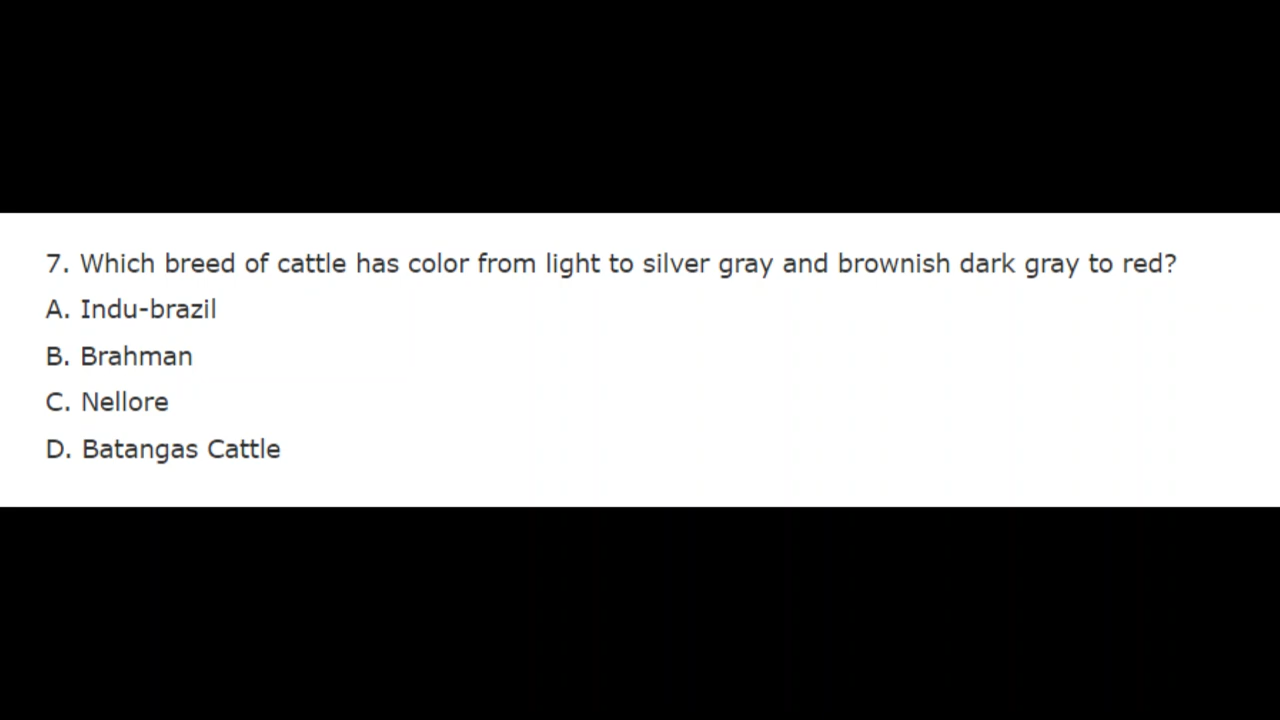 7. Which breed of cattle has color from light to silver gray and brownish dark gray to red?
A. Indu-brazil
B. Brahman
C. Nellore
D. Batangas Cattle